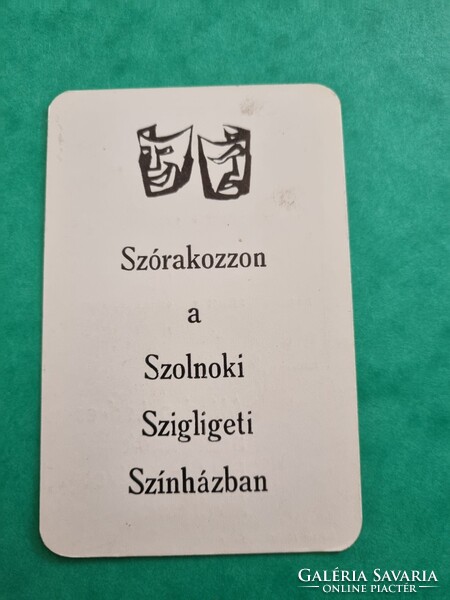 Szórakozzon
a
Szolnoki
Szigligeti
Színházban
GALÉRIA SAVARIA
ONLINE PIACTÉR